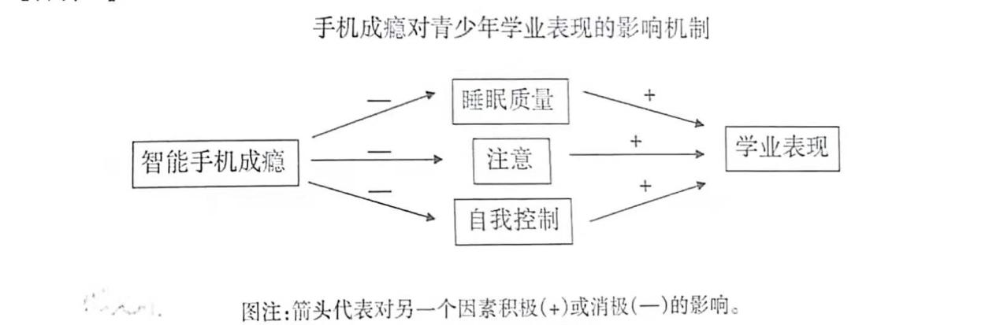 手机成瘾对青少年学业表现的影响机制
— 睡眠质量 +
智能手机成瘾 — 注意 + 学业表现
— 自我控制 +
图注:箭头代表对另一个因素积极(+)或消极(—)的影响。